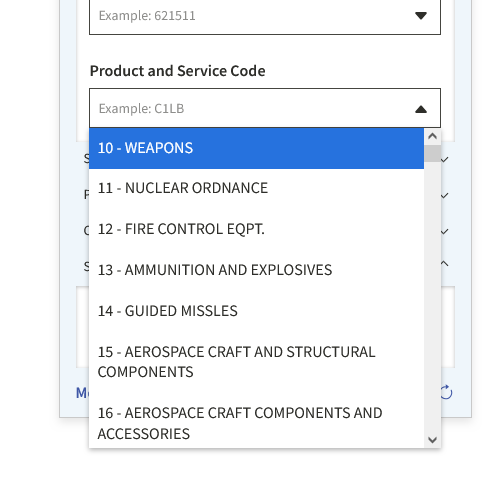 Example: 621511
Product and Service Code
Example: C1LB
10 - WEAPONS
11 - NUCLEAR ORDNANCE
12 - FIRE CONTROL EQPT.
13 - AMMUNITION AND EXPLOSIVES
14 - GUIDED MISSLES
15 - AEROSPACE CRAFT AND STRUCTURAL
COMPONENTS
16 - AEROSPACE CRAFT COMPONENTS AND
ACCESSORIES